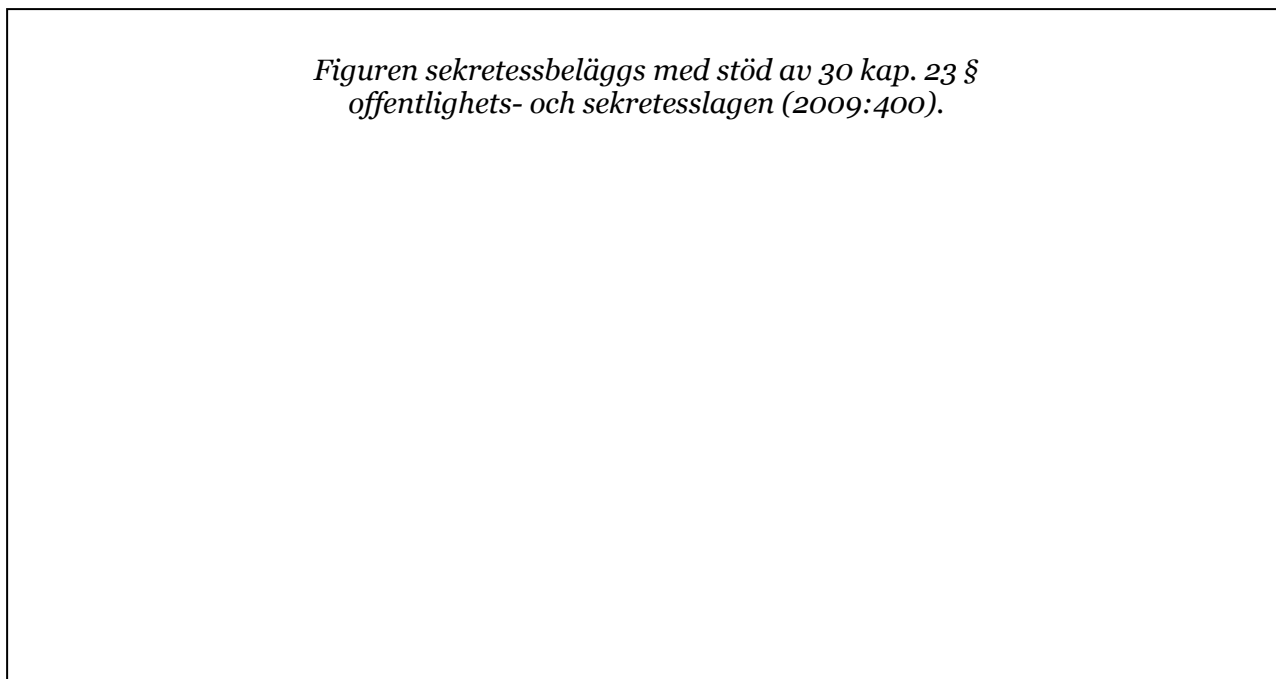 Figuren sekretessbeläggs med stöd av 30 kap. 23 §
offentlighets- och sekretesslagen (2009:400).